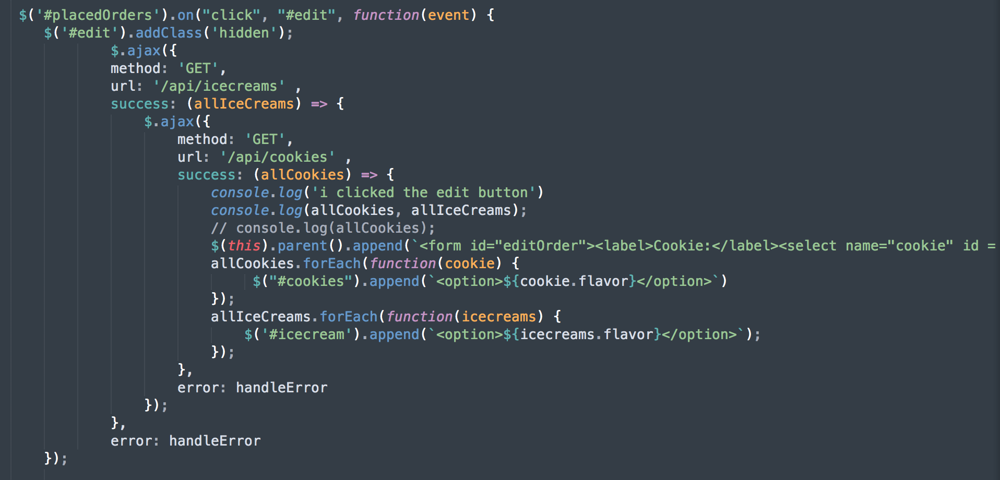 $('#placedOrders').on("click", "#edit", function(event) {
$('#edit').addClass('hidden');
$.ajax({
method: 'GET',
url: '/api/icecreams' ,
success: (allIceCreams) => {
$.ajax({
method: 'GET',
url: '/api/cookies' ,
success: (allCookies) => {
console.log('i clicked the edit button')
console.log(allCookies, allIceCreams);
// console.log(allCookies);
$(this).parent().append(`<form id="editOrder"><label>Cookie:</label><select name="cookie" id =
allCookies.forEach(function(cookie) {
$("#cookies").append(`<option>${cookie.flavor}</option>`)
});
allIceCreams.forEach(function(icecreams) {
$('#icecream').append(`<option>${icecreams.flavor}</option>`);
});
},
error: handleError
});
},
error: handleError
});